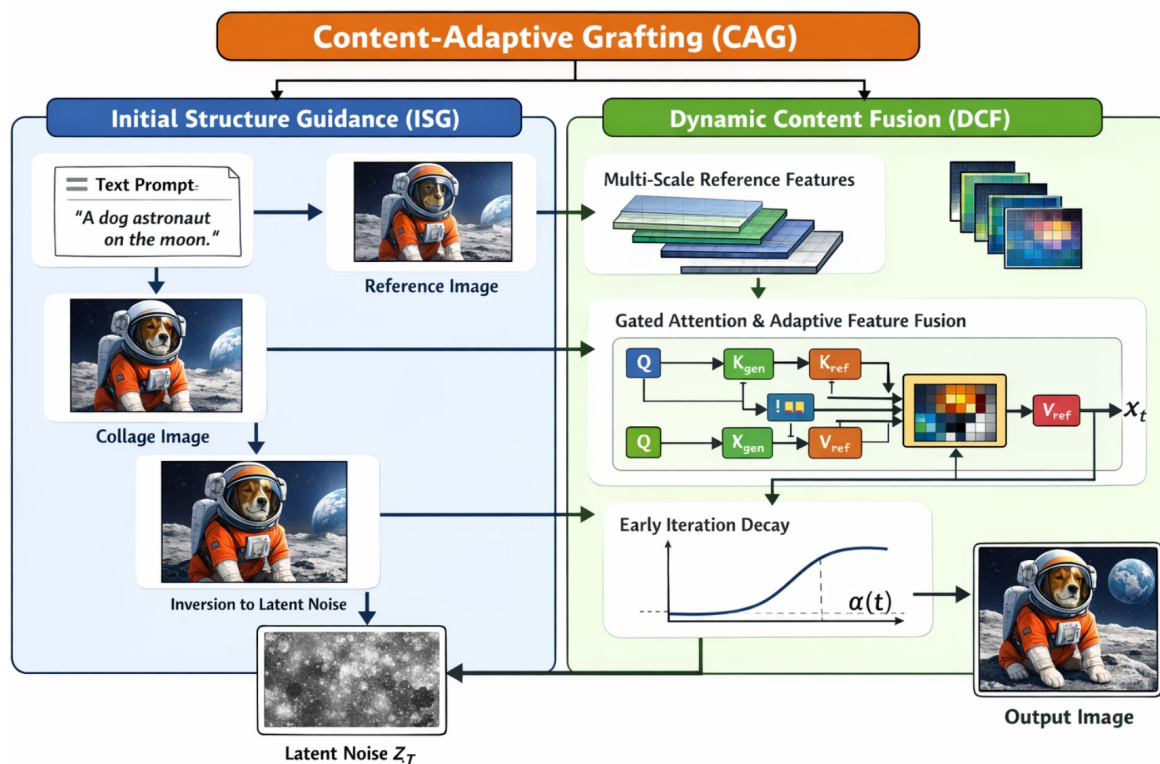 Content-Adaptive Grafting (CAG)
Initial Structure Guidance (ISG)
Text Prompt:
"A dog astronaut
on the moon."
Reference Image
Collage Image
Inversion to Latent Noise
Latent Noise Z_T
Dynamic Content Fusion (DCF)
Multi-Scale Reference Features
Gated Attention & Adaptive Feature Fusion
Q K_gen K_ref
!
V_ref X_t
Q X_gen V_ref
Early Iteration Decay
α(t)
Output Image